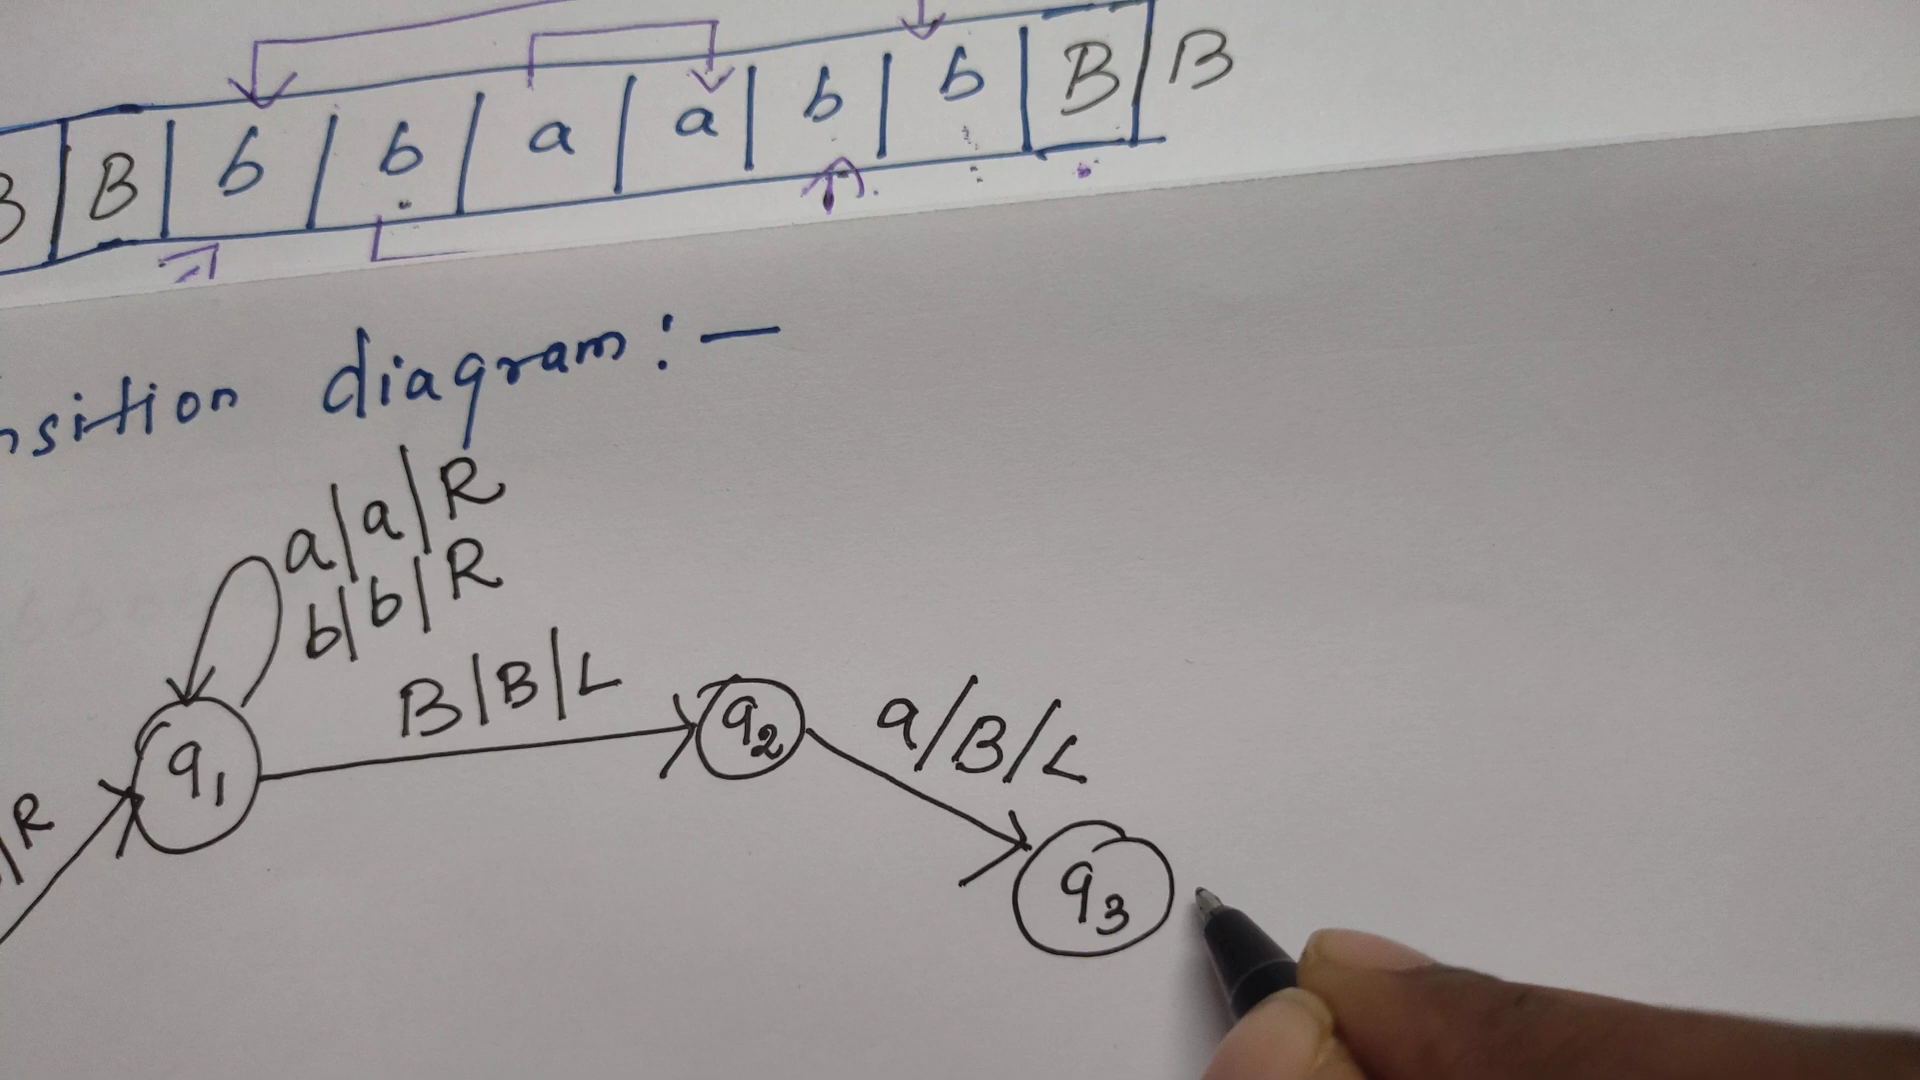 B | B | b | b | a | a | b | b | B | B
nsition diagram:-
a|a|R
b|b|R
B|B|L
a/B/L
q1
q2
q3
/R